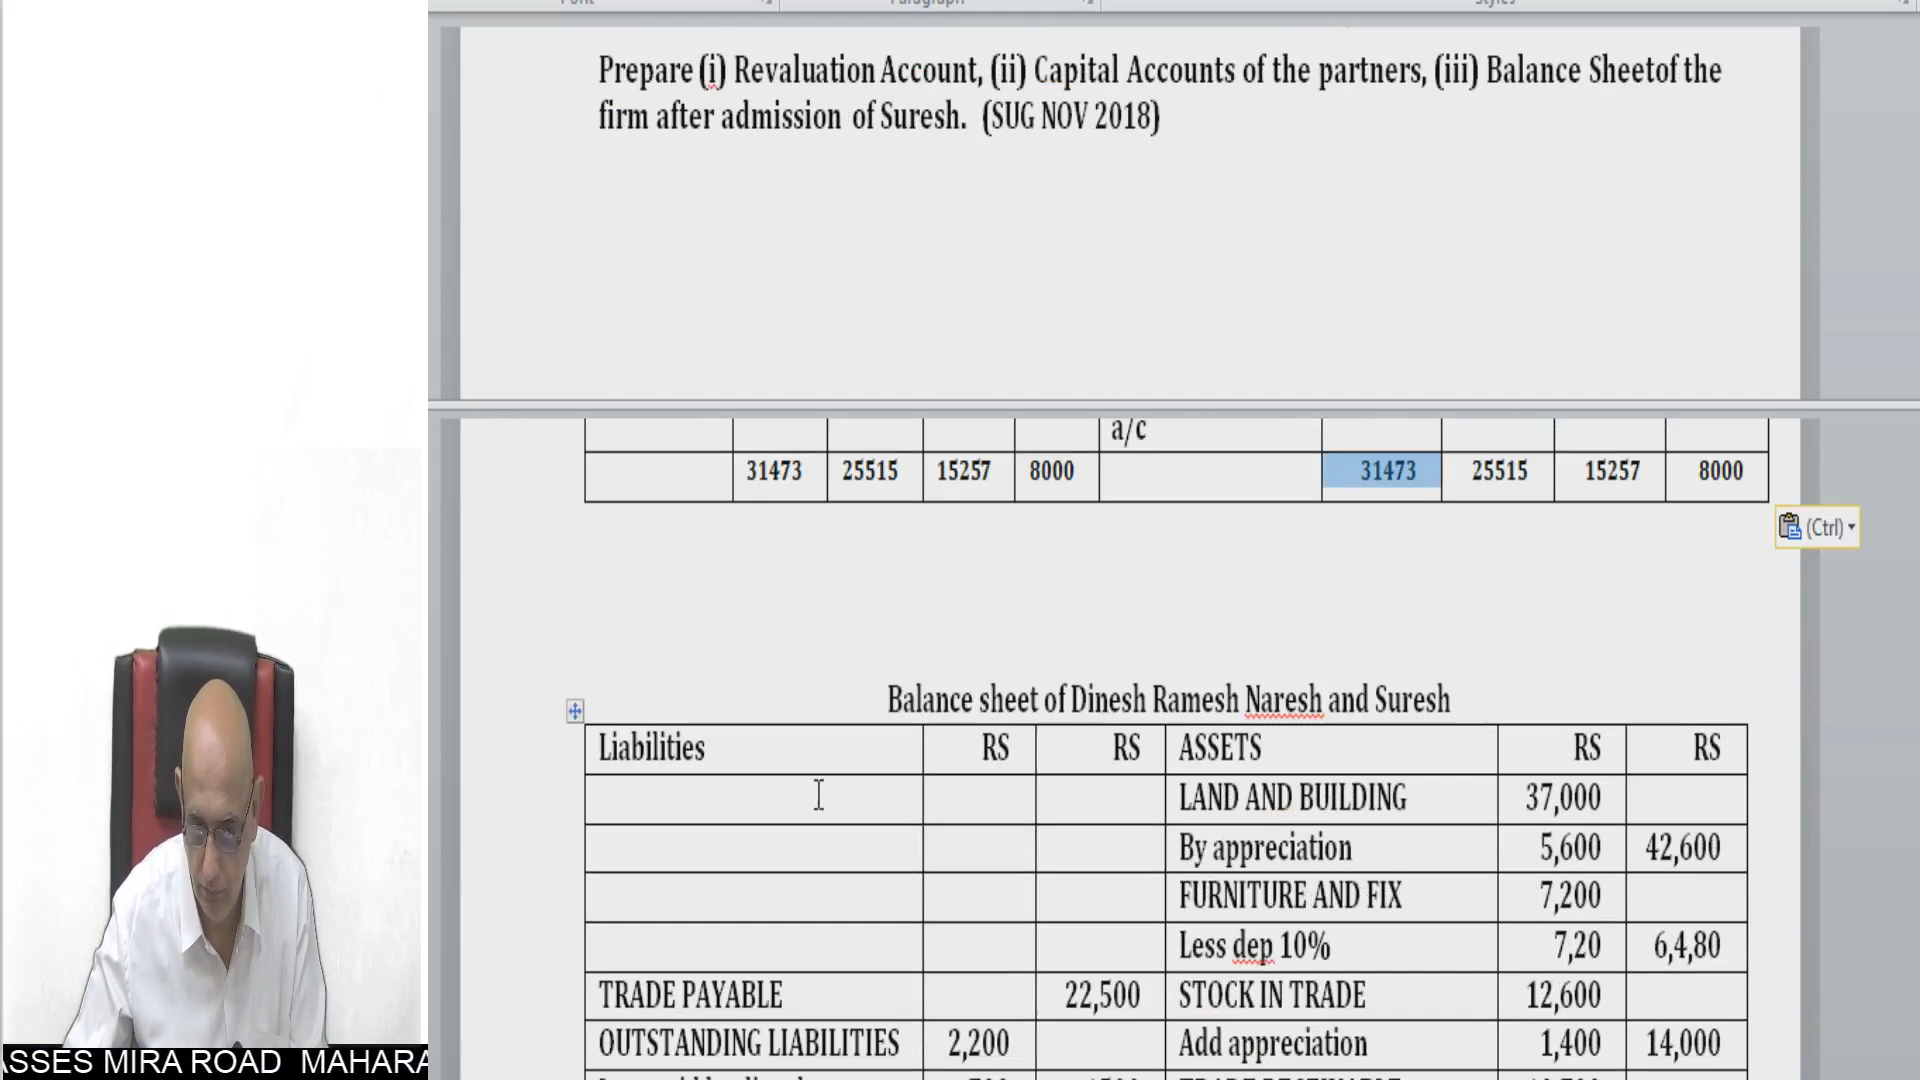 Prepare (i) Revaluation Account, (ii) Capital Accounts of the partners, (iii) Balance Sheetof the
firm after admission of Suresh. (SUG NOV 2018)
a/c
31473 25515 15257 8000 31473 25515 15257 8000
(Ctrl)
Balance sheet of Dinesh Ramesh Naresh and Suresh
Liabilities RS RS ASSETS RS RS
LAND AND BUILDING 37,000
By appreciation 5,600 42,600
FURNITURE AND FIX 7,200
Less dep 10% 7,20 6,4,80
TRADE PAYABLE 22,500 STOCK IN TRADE 12,600
OUTSTANDING LIABILITIES 2,200 Add appreciation 1,400 14,000
ASSES MIRA ROAD MAHARA